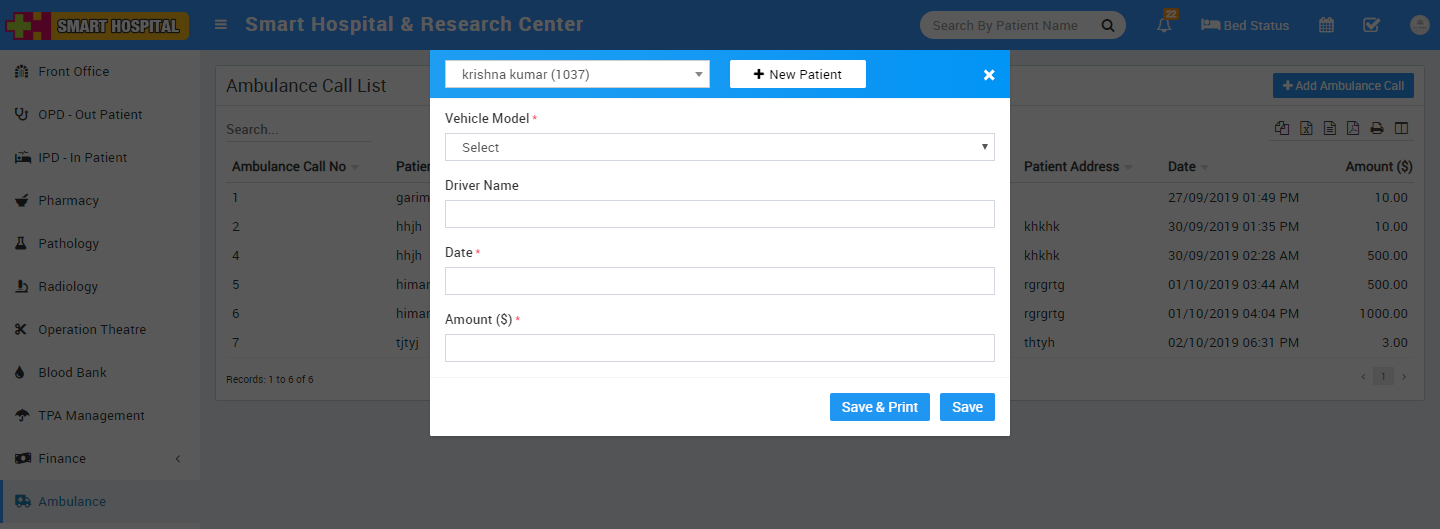 SMART HOSPITAL
Smart Hospital & Research Center
Search By Patient Name
22
Bed Status
Front Office
OPD - Out Patient
IPD - In Patient
Pharmacy
Pathology
Radiology
Operation Theatre
Blood Bank
TPA Management
Finance
Ambulance
Ambulance Call List
Add Ambulance Call
Search...
krishna kumar (1037)
New Patient
Vehicle Model *
Select
Driver Name
Date *
Amount ($) *
Save & Print
Save
Ambulance Call No Patie Patient Address Date Amount ($)
1 garim 27/09/2019 01:49 PM 10.00
2 hhjh khkhk 30/09/2019 01:35 PM 10.00
4 hhjh khkhk 30/09/2019 02:28 AM 500.00
5 himan rgrgrtg 01/10/2019 03:44 AM 500.00
6 himan rgrgrtg 01/10/2019 04:04 PM 1000.00
7 tjtyj thtyh 02/10/2019 06:31 PM 3.00
Records: 1 to 6 of 6
1